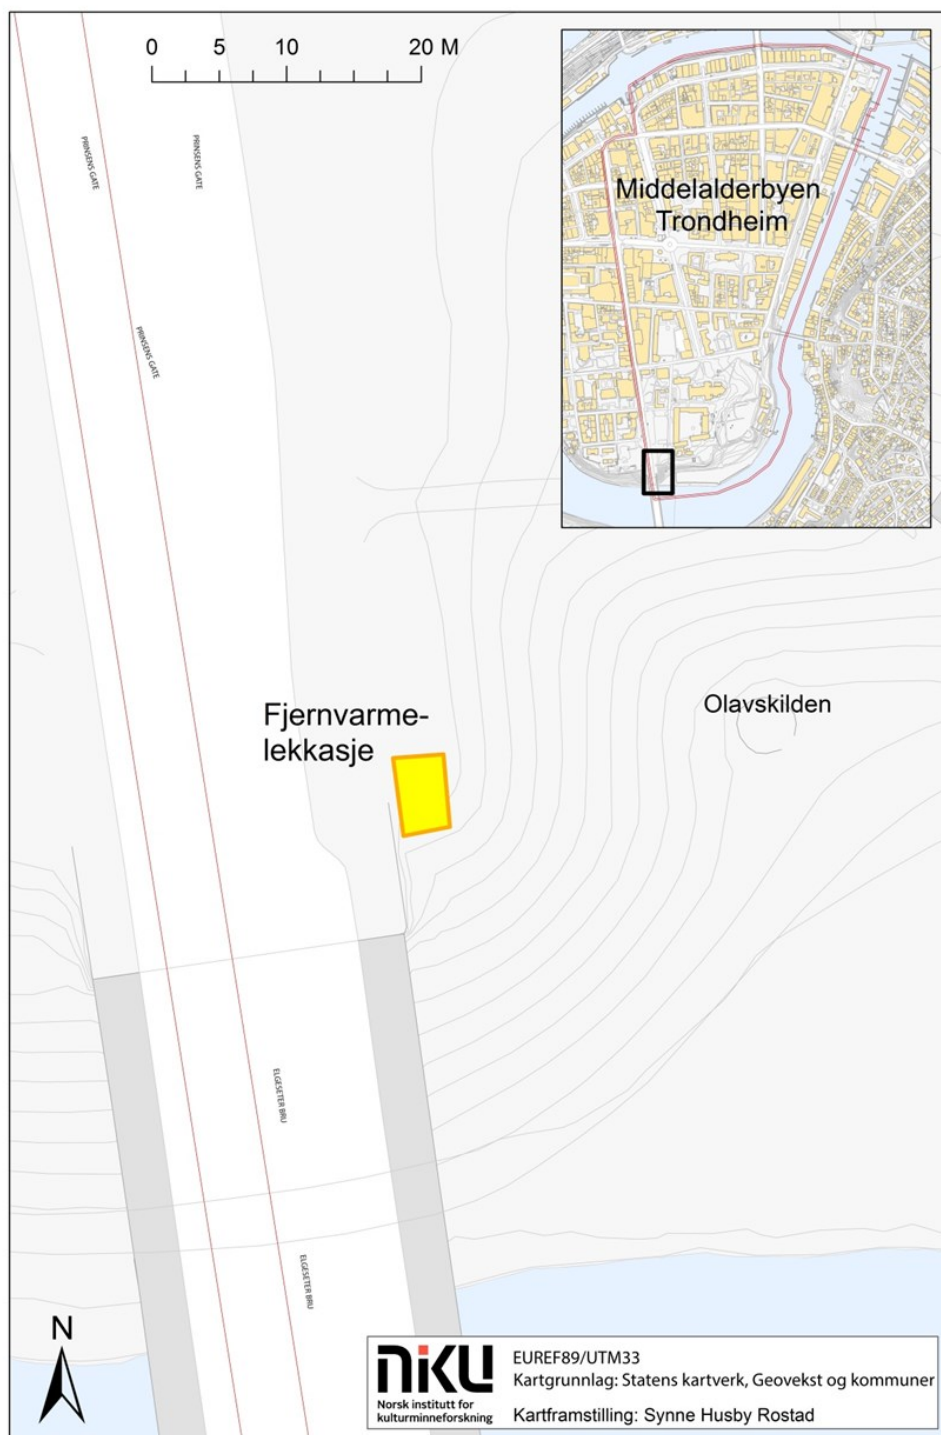 0 5 10 20 M
PRINSENS GATE
PRINSENS GATE
Middelalderbyen
Trondheim
PRINSENS GATE
Olavskilden
Fjernvarme-
lekkasje
ELGESETER BRU
ELGESETER BRU
N
niku
Norsk institutt for
kulturminneforskning
EUREF89/UTM33
Kartgrunnlag: Statens kartverk, Geovekst og kommuner
Kartframstilling: Synne Husby Rostad